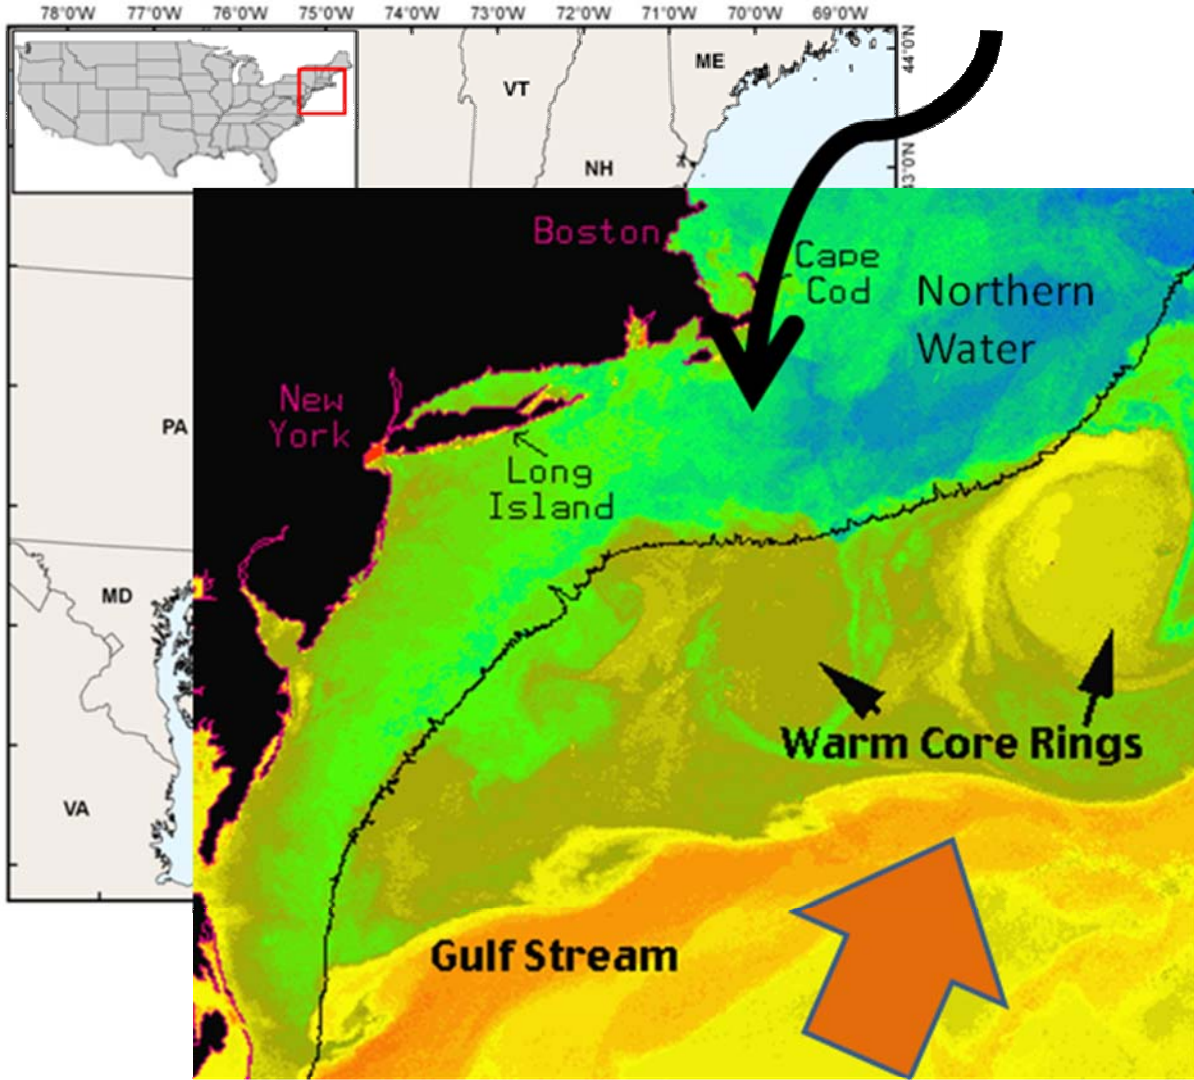 78°0'W 77°0'W 76°0'W 75°0'W 74°0'W 73°0'W 72°0'W 71°0'W 70°0'W 69°0'W
44°0'N
VT
ME
NH
3°0'N
Boston
Cape
Cod
Northern
Water
New
York
PA
Long
Island
MD
Warm Core Rings
VA
Gulf Stream